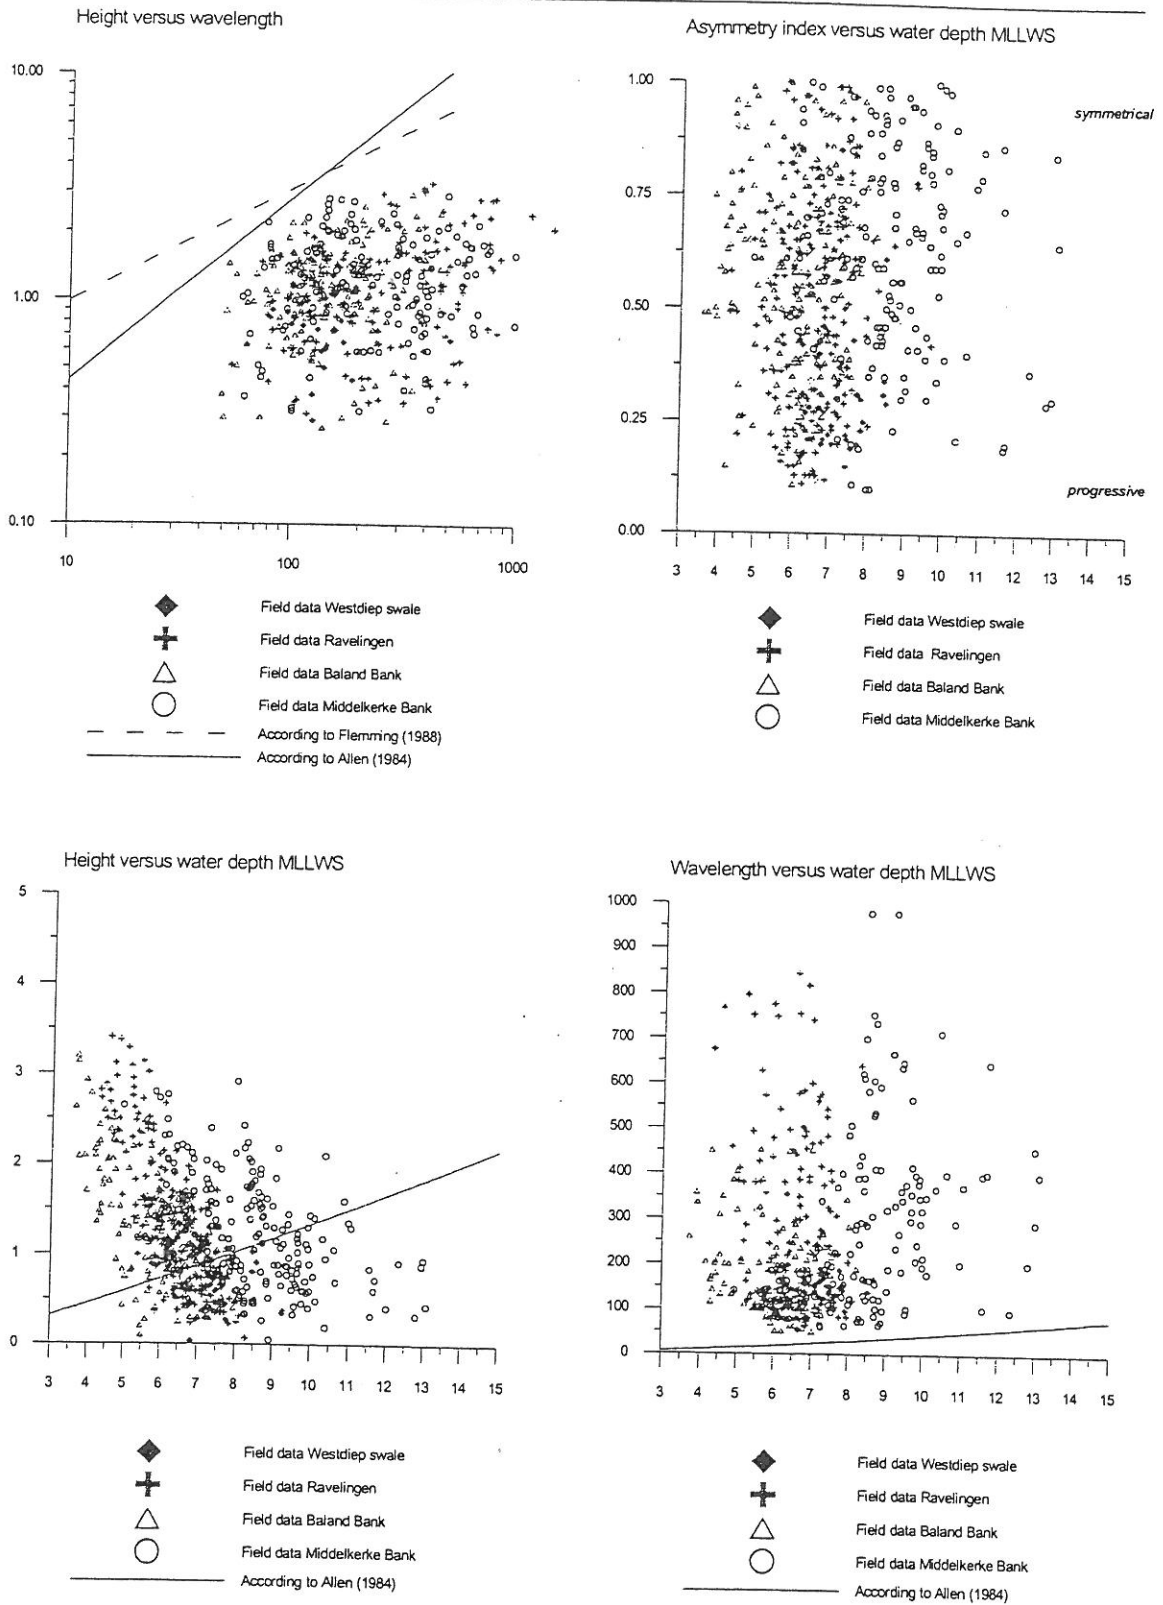 Height versus wavelength
10.00
1.00
0.10
10
100
1000
Field data Westdiep swale
Field data Ravelingen
Field data Baland Bank
Field data Middelkerke Bank
According to Flemming (1988)
According to Allen (1984)
Asymmetry index versus water depth MLLWS
1.00
symmetrical
0.75
0.50
0.25
progressive
0.00
3 4 5 6 7 8 9 10 11 12 13 14 15
Field data Westdiep swale
Field data Ravelingen
Field data Baland Bank
Field data Middelkerke Bank
Height versus water depth MLLWS
5
4
3
2
1
0
3 4 5 6 7 8 9 10 11 12 13 14 15
Field data Westdiep swale
Field data Ravelingen
Field data Baland Bank
Field data Middelkerke Bank
According to Allen (1984)
Wavelength versus water depth MLLWS
1000
900
800
700
600
500
400
300
200
100
0
3 4 5 6 7 8 9 10 11 12 13 14 15
Field data Westdiep swale
Field data Ravelingen
Field data Baland Bank
Field data Middelkerke Bank
According to Allen (1984)